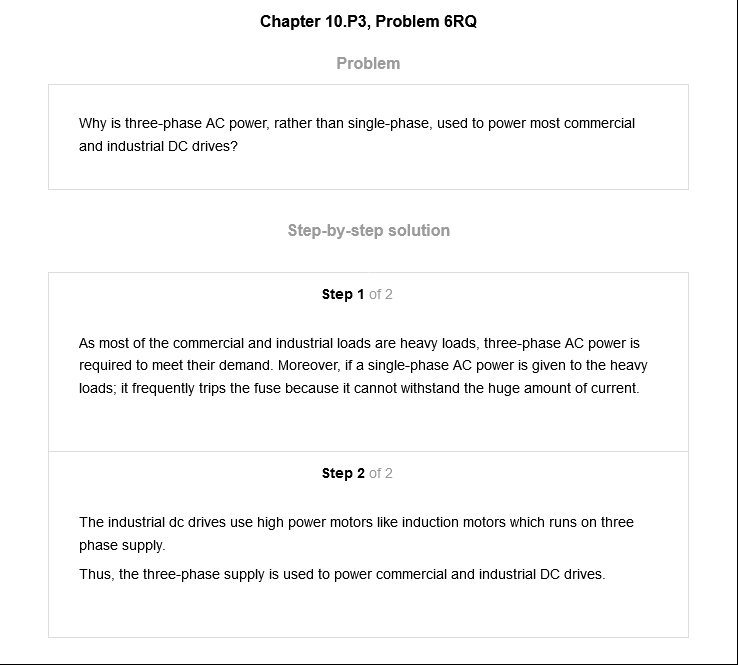 Chapter 10.P3, Problem 6RQ
Problem
Why is three-phase AC power, rather than single-phase, used to power most commercial
and industrial DC drives?
Step-by-step solution
Step 1 of 2
As most of the commercial and industrial loads are heavy loads, three-phase AC power is
required to meet their demand. Moreover, if a single-phase AC power is given to the heavy
loads; it frequently trips the fuse because it cannot withstand the huge amount of current.
Step 2 of 2
The industrial dc drives use high power motors like induction motors which runs on three
phase supply.
Thus, the three-phase supply is used to power commercial and industrial DC drives.